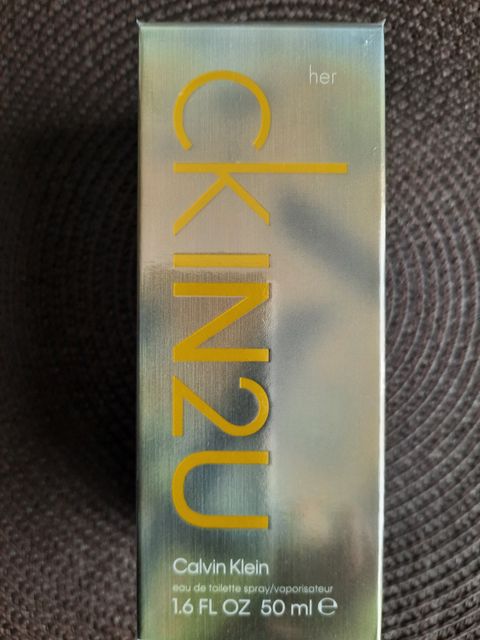 her
ckIN2U
Calvin Klein
eau de toilette spray/vaporisateur
1.6 FL OZ 50 ml ℮